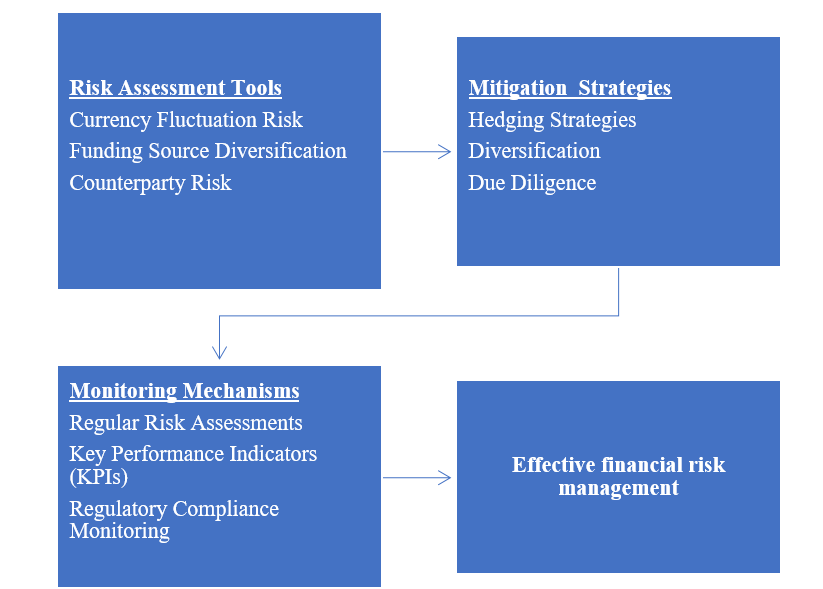 Risk Assessment Tools
Currency Fluctuation Risk
Funding Source Diversification
Counterparty Risk
Mitigation  Strategies
Hedging Strategies
Diversification
Due Diligence
Monitoring Mechanisms
Regular Risk Assessments
Key Performance Indicators
(KPIs)
Regulatory Compliance
Monitoring
Effective financial risk
management